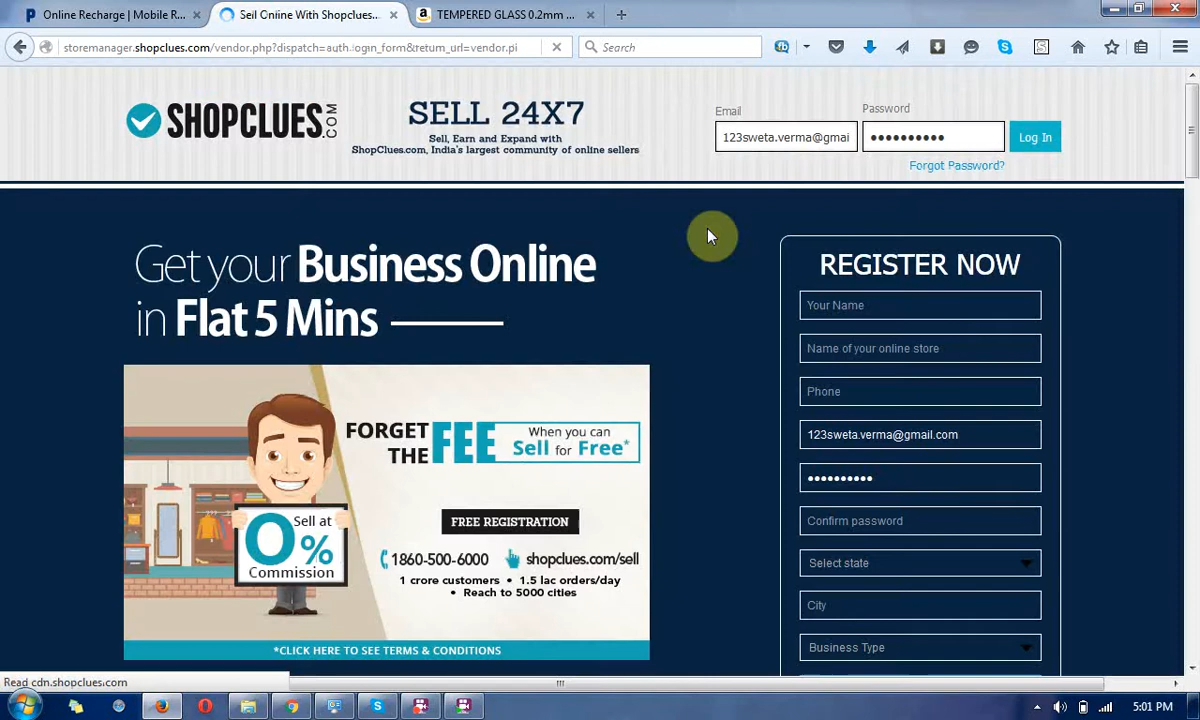 Online Recharge | Mobile R...
Sell Online With Shopclues...
TEMPERED GLASS 0.2mm ...
storemanager.shopclues.com/vendor.php?dispatch=auth.login_form&return_url=vendor.p
Search
SHOPCLUES.COM
SELL 24X7
Sell, Earn and Expand with
ShopClues.com, India's largest community of online sellers
Email
Password
123sweta.verma@gmai
●●●●●●●●●●
Log In
Forgot Password?
Get your Business Online
in Flat 5 Mins
FORGET
THE FEE
When you can
Sell for Free*
Sell at
0%
Commission
FREE REGISTRATION
1860-500-6000
shopclues.com/sell
1 crore customers • 1.5 lac orders/day
• Reach to 5000 cities
*CLICK HERE TO SEE TERMS & CONDITIONS
REGISTER NOW
Your Name
Name of your online store
Phone
123sweta.verma@gmail.com
●●●●●●●●●●
Confirm password
Select state
City
Business Type
Read cdn.shopclues.com
5:01 PM